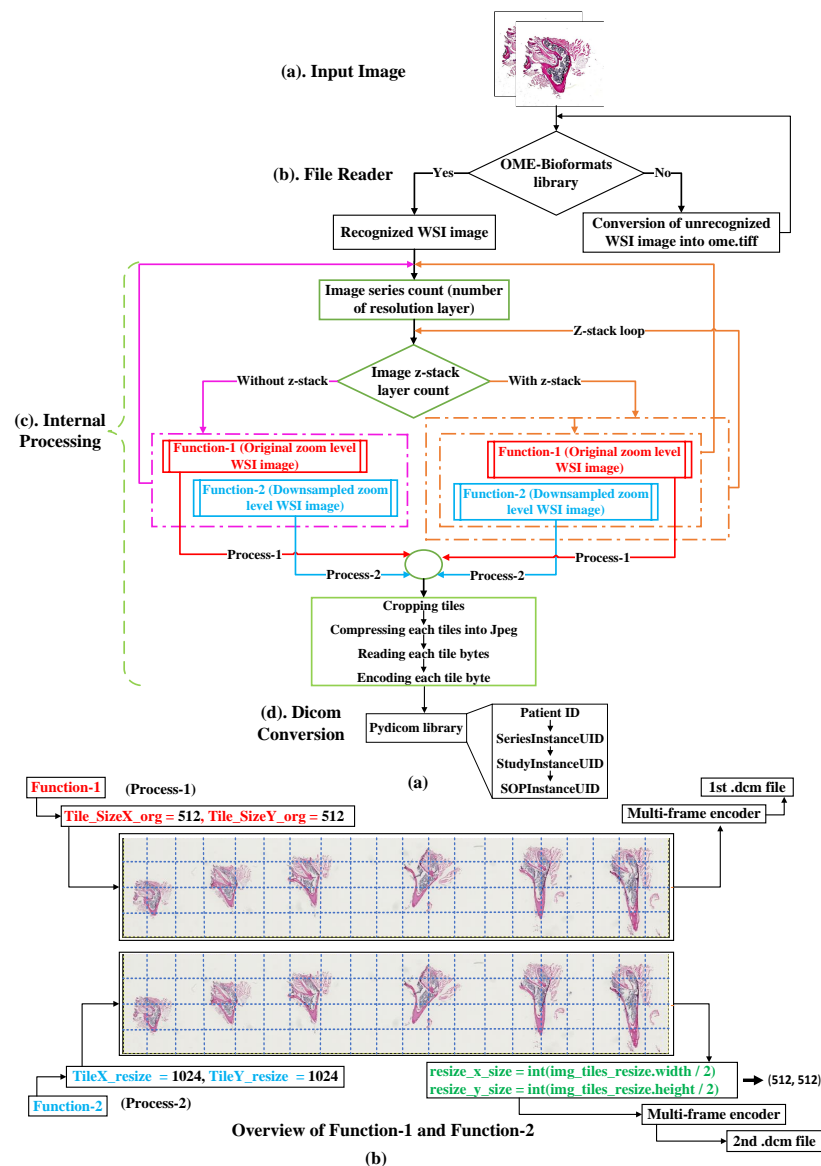 (a). Input Image
OME-Bioformats
library
(b). File Reader
Yes
No
Recognized WSI image
Conversion of unrecognized
WSI image into ome.tiff
Image series count (number
of resolution layer)
Z-stack loop
Image z-stack
layer count
Without z-stack
With z-stack
(c). Internal
Processing
Function-1 (Original zoom level
WSI image)
Function-2 (Downsampled zoom
level WSI image)
Function-1 (Original zoom level
WSI image)
Function-2 (Downsampled zoom
level WSI image)
Process-1
Process-2
Process-2
Process-1
Cropping tiles
Compressing each tiles into Jpeg
Reading each tile bytes
Encoding each tile byte
(d). Dicom
Conversion
Pydicom library
Patient ID
SeriesInstanceUID
StudyInstanceUID
SOPInstanceUID
(a)
Function-1
(Process-1)
Tile_SizeX_org = 512, Tile_SizeY_org = 512
1st .dcm file
Multi-frame encoder
TileX_resize = 1024, TileY_resize = 1024
Function-2
(Process-2)
resize_x_size = int(img_tiles_resize.width / 2)
resize_y_size = int(img_tiles_resize.height / 2)
(512, 512)
Multi-frame encoder
2nd .dcm file
Overview of Function-1 and Function-2
(b)